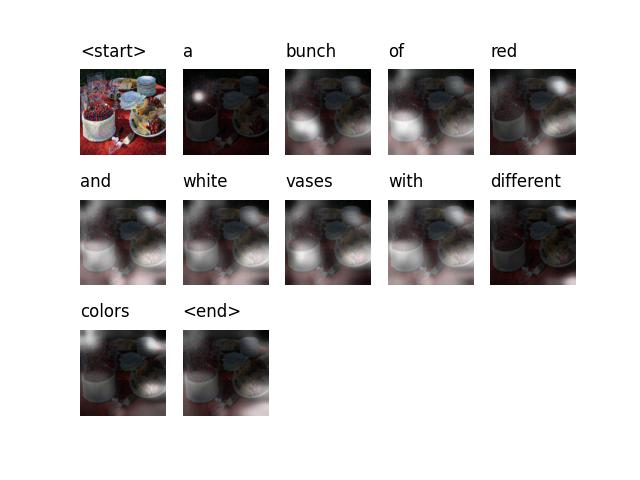 <start> a bunch of red
and white vases with different
colors <end>